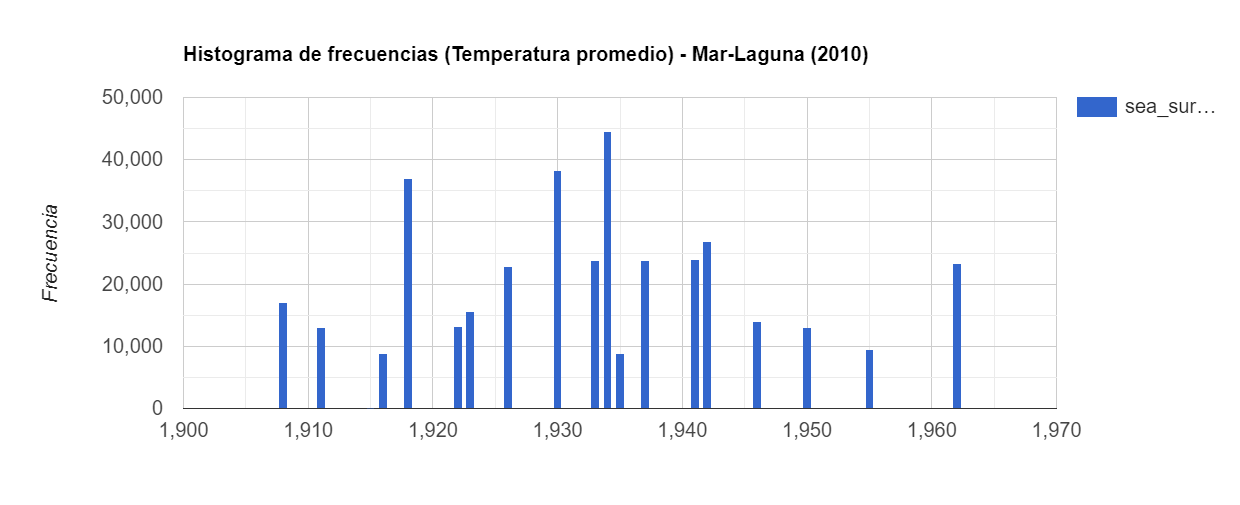 Histograma de frecuencias (Temperatura promedio) - Mar-Laguna (2010)
sea_sur…
Frecuencia
50,000
40,000
30,000
20,000
10,000
0
1,900 1,910 1,920 1,930 1,940 1,950 1,960 1,970